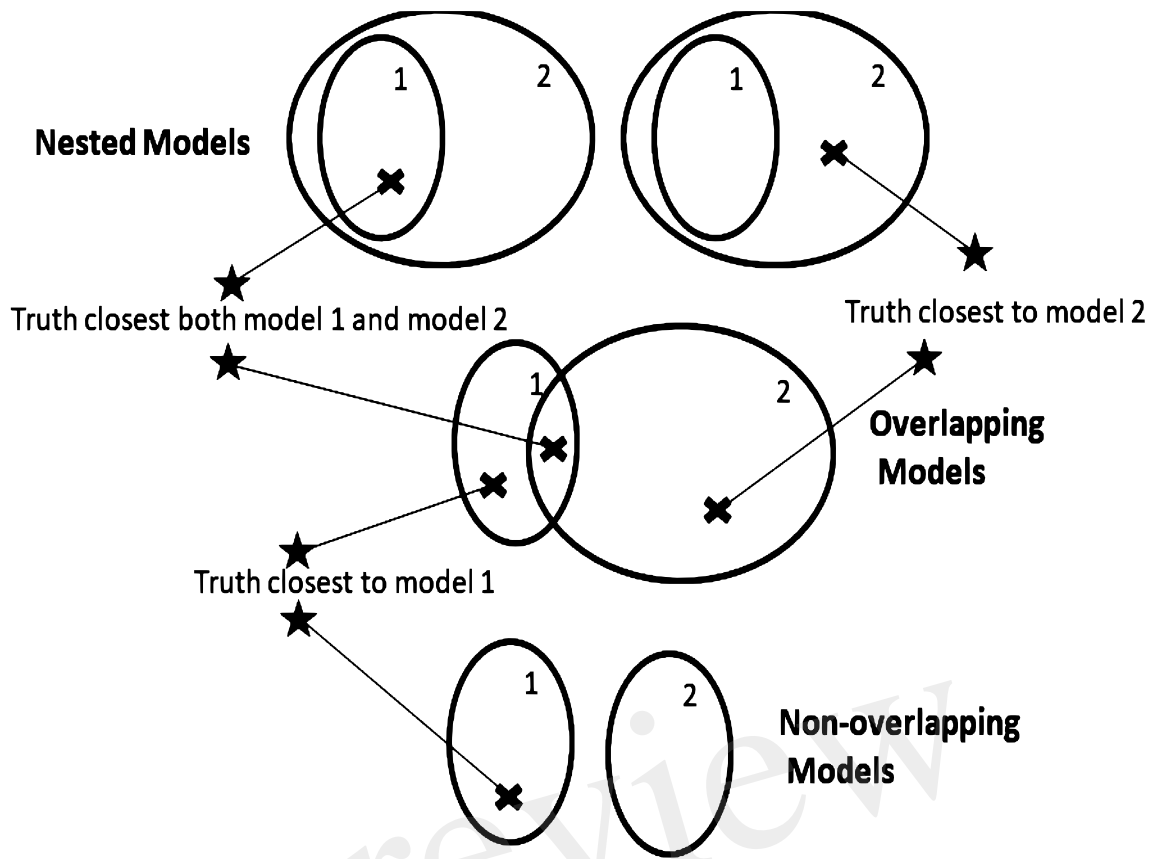 1
2
1
2
Nested Models
Truth closest both model 1 and model 2
Truth closest to model 2
1
2
Overlapping
Models
Truth closest to model 1
1
2
Non-overlapping
Models